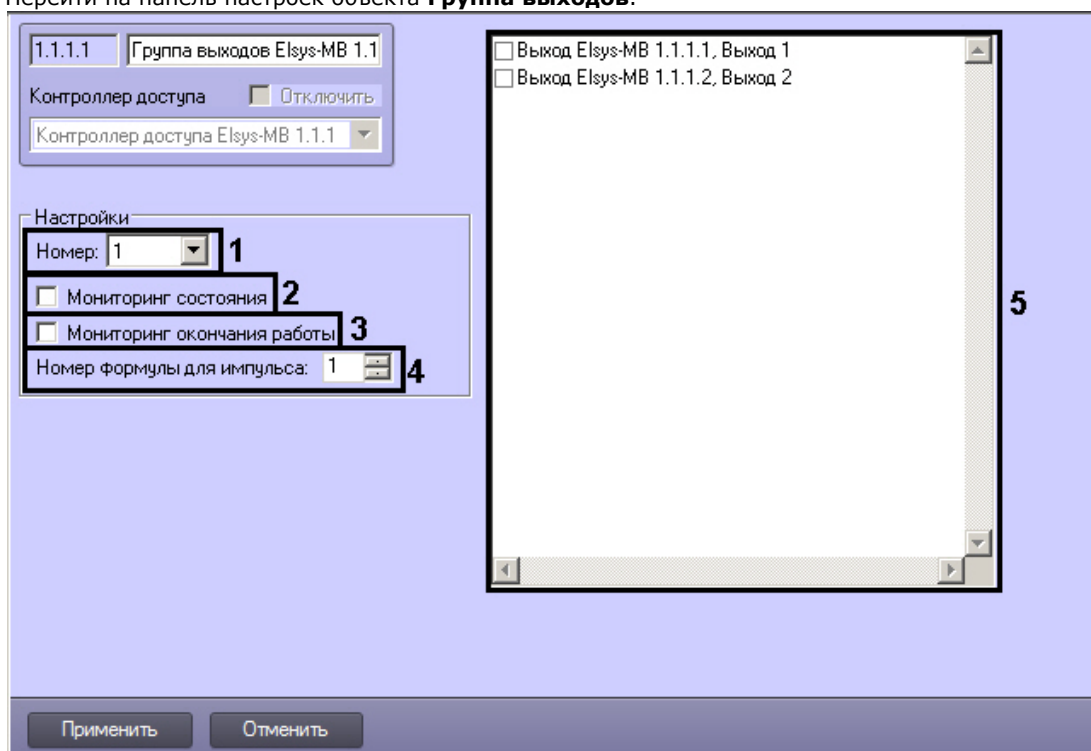 Перейти на панель настроек объекта Группа выходов.
1.1.1.1 Группа выходов Elsys-MB 1.1
Контроллер доступа Отключить
Контроллер доступа Elsys-MB 1.1.1
Настройки
Номер: 1 1
Мониторинг состояния 2
Мониторинг окончания работы 3
Номер формулы для импульса: 1 4
Выход Elsys-MB 1.1.1.1, Выход 1
Выход Elsys-MB 1.1.1.2, Выход 2
5
Применить Отменить